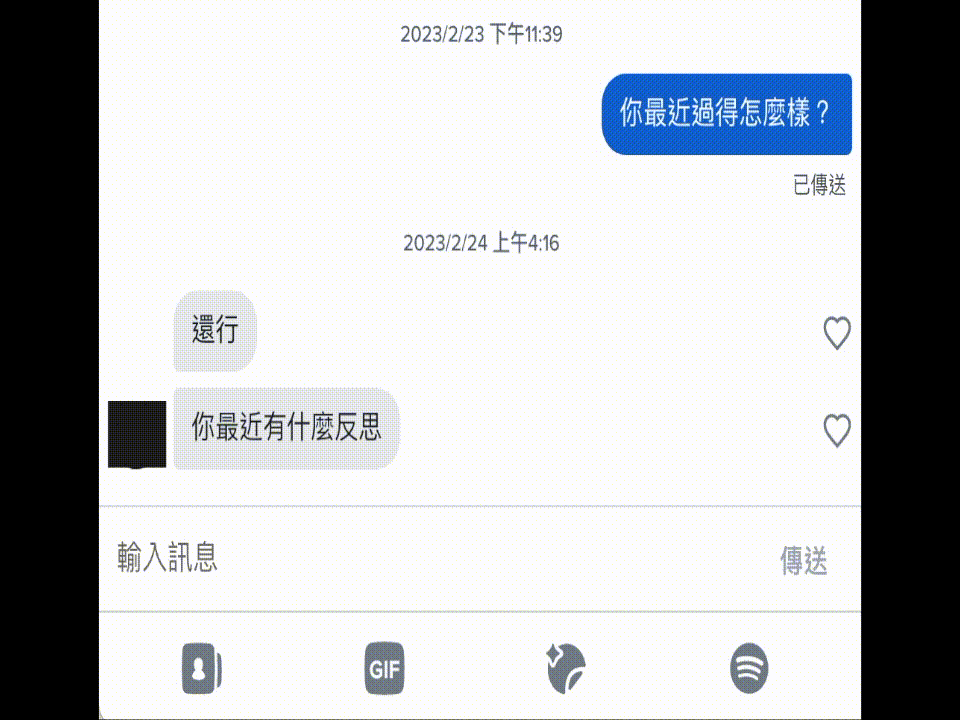 2023/2/23 下午11:39
你最近過得怎麼樣？
已傳送
2023/2/24 上午4:16
還行
你最近有什麼反思
輸入訊息
傳送
GIF